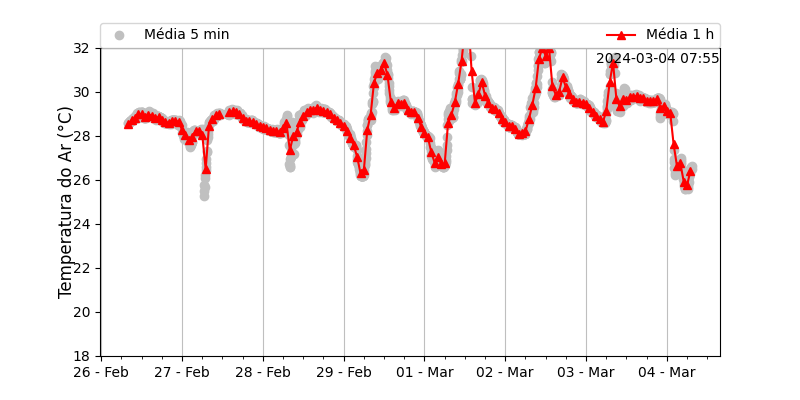 Média 5 min
Média 1 h
2024-03-04 07:55
Temperatura do Ar (°C)
32
30
28
26
24
22
20
18
26 - Feb
27 - Feb
28 - Feb
29 - Feb
01 - Mar
02 - Mar
03 - Mar
04 - Mar